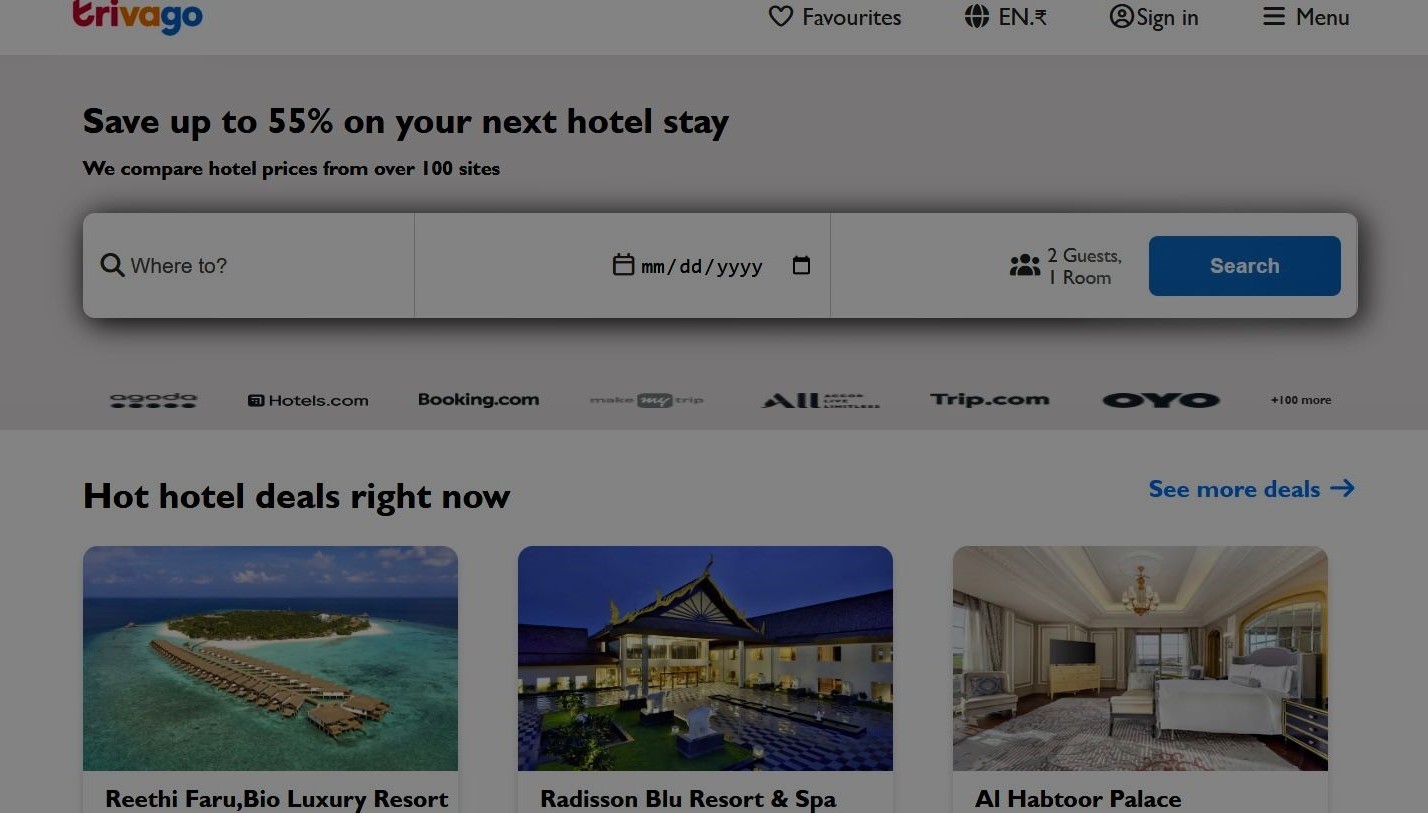 trivago
Favourites
EN.₹
Sign in
Menu
Save up to 55% on your next hotel stay
We compare hotel prices from over 100 sites
Where to?
mm/dd/yyyy
2 Guests,
1 Room
Search
agoda
Hotels.com
Booking.com
make my trip
All ACCOR
LIVE
LIMITLESS
Trip.com
OYO
+100 more
Hot hotel deals right now
See more deals →
Reethi Faru,Bio Luxury Resort
Radisson Blu Resort & Spa
Al Habtoor Palace